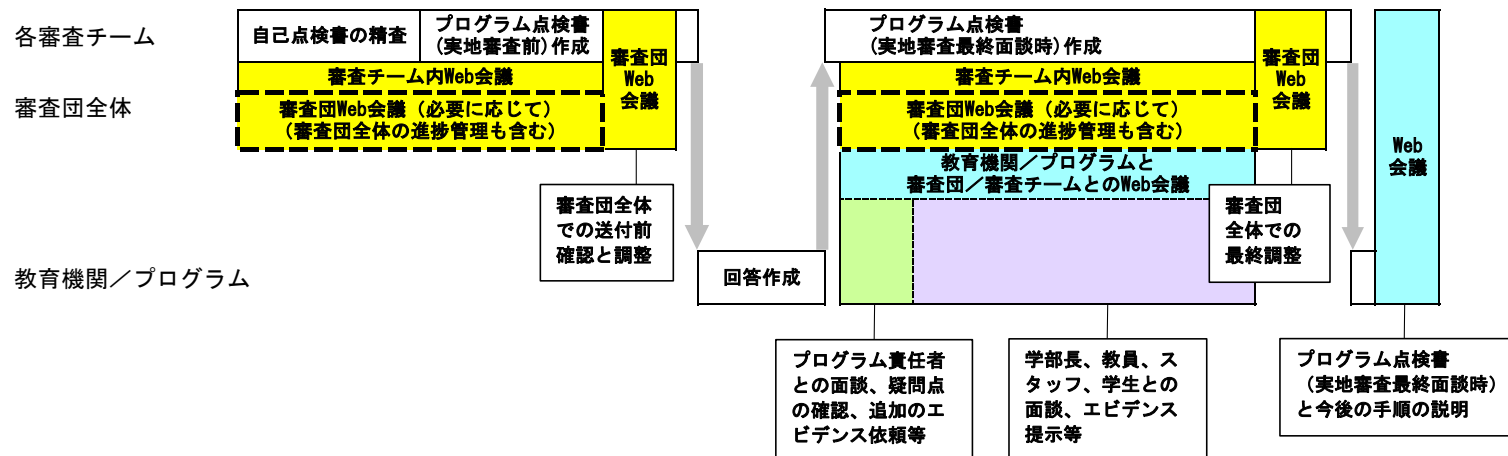 各審査チーム
自己点検書の精査
プログラム点検書
(実地審査前)作成
審査団
Web
会議
審査チーム内Web会議
審査団全体
審査団Web会議（必要に応じて）
（審査団全体の進捗管理も含む）
審査団全体
での送付前
確認と調整
プログラム点検書
(実地審査最終面談時)作成
審査団
Web
会議
審査チーム内Web会議
審査団Web会議（必要に応じて）
（審査団全体の進捗管理も含む）
教育機関／プログラムと
審査団／審査チームとのWeb会議
審査団
全体での
最終調整
Web
会議
教育機関／プログラム
回答作成
プログラム責任者
との面談、疑問点
の確認、追加のエ
ビデンス依頼等
学部長、教員、ス
タッフ、学生との
面談、エビデンス
提示等
プログラム点検書
（実地審査最終面談時）
と今後の手順の説明